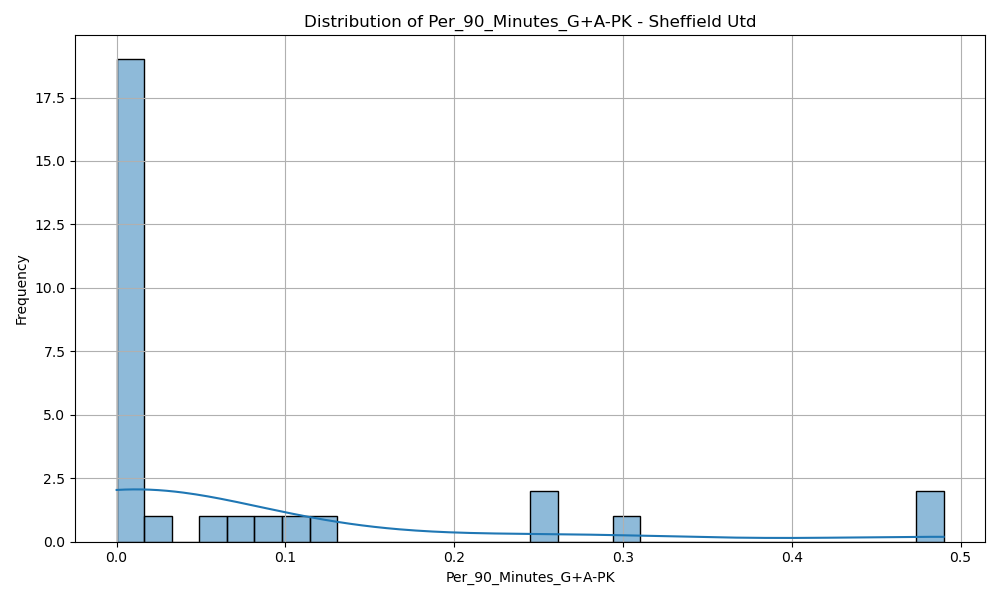 Distribution of Per_90_Minutes_G+A-PK - Sheffield Utd
Frequency
17.5
15.0
12.5
10.0
7.5
5.0
2.5
0.0
0.0 0.1 0.2 0.3 0.4 0.5
Per_90_Minutes_G+A-PK